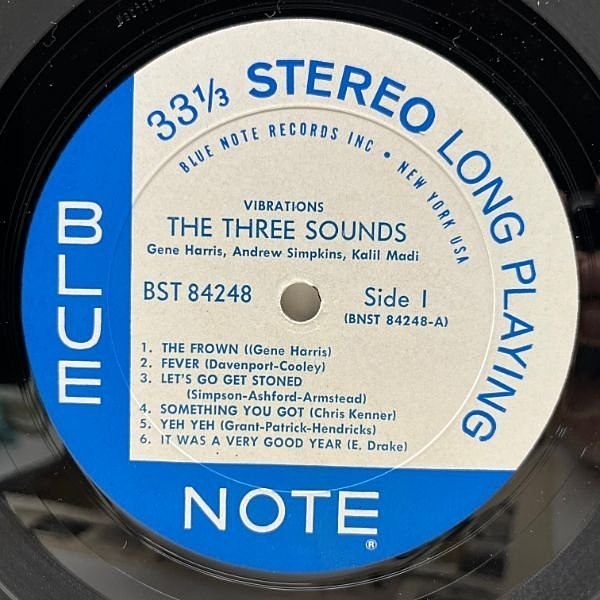 33⅓ STEREO LONG PLAYING
BLUE NOTE RECORDS INC • NEW YORK USA
VIBRATIONS
THE THREE SOUNDS
Gene Harris, Andrew Simpkins, Kalil Madi
BST 84248
Side I
(BNST 84248-A)
1. THE FROWN ((Gene Harris)
2. FEVER (Davenport-Cooley)
3. LET'S GO GET STONED
(Simpson-Ashford-Armstead)
4. SOMETHING YOU GOT (Chris Kenner)
5. YEH YEH (Grant-Patrick-Hendricks)
6. IT WAS A VERY GOOD YEAR (E. Drake)
BLUE
NOTE®